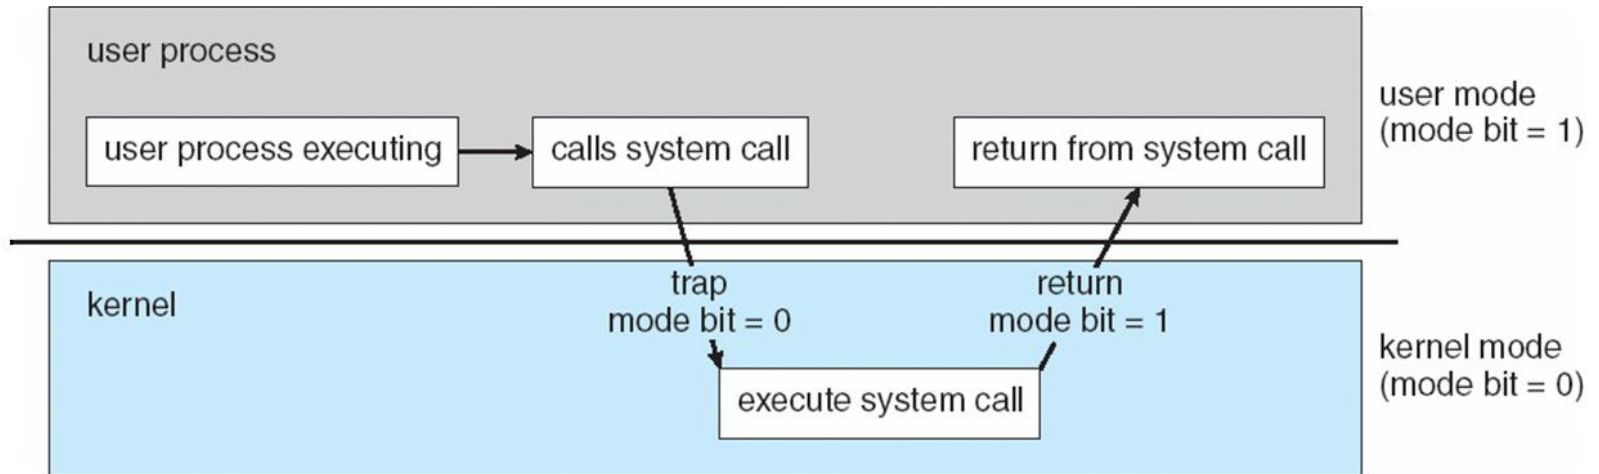 user process
user process executing
calls system call
return from system call
user mode
(mode bit = 1)
kernel
trap
mode bit = 0
return
mode bit = 1
execute system call
kernel mode
(mode bit = 0)